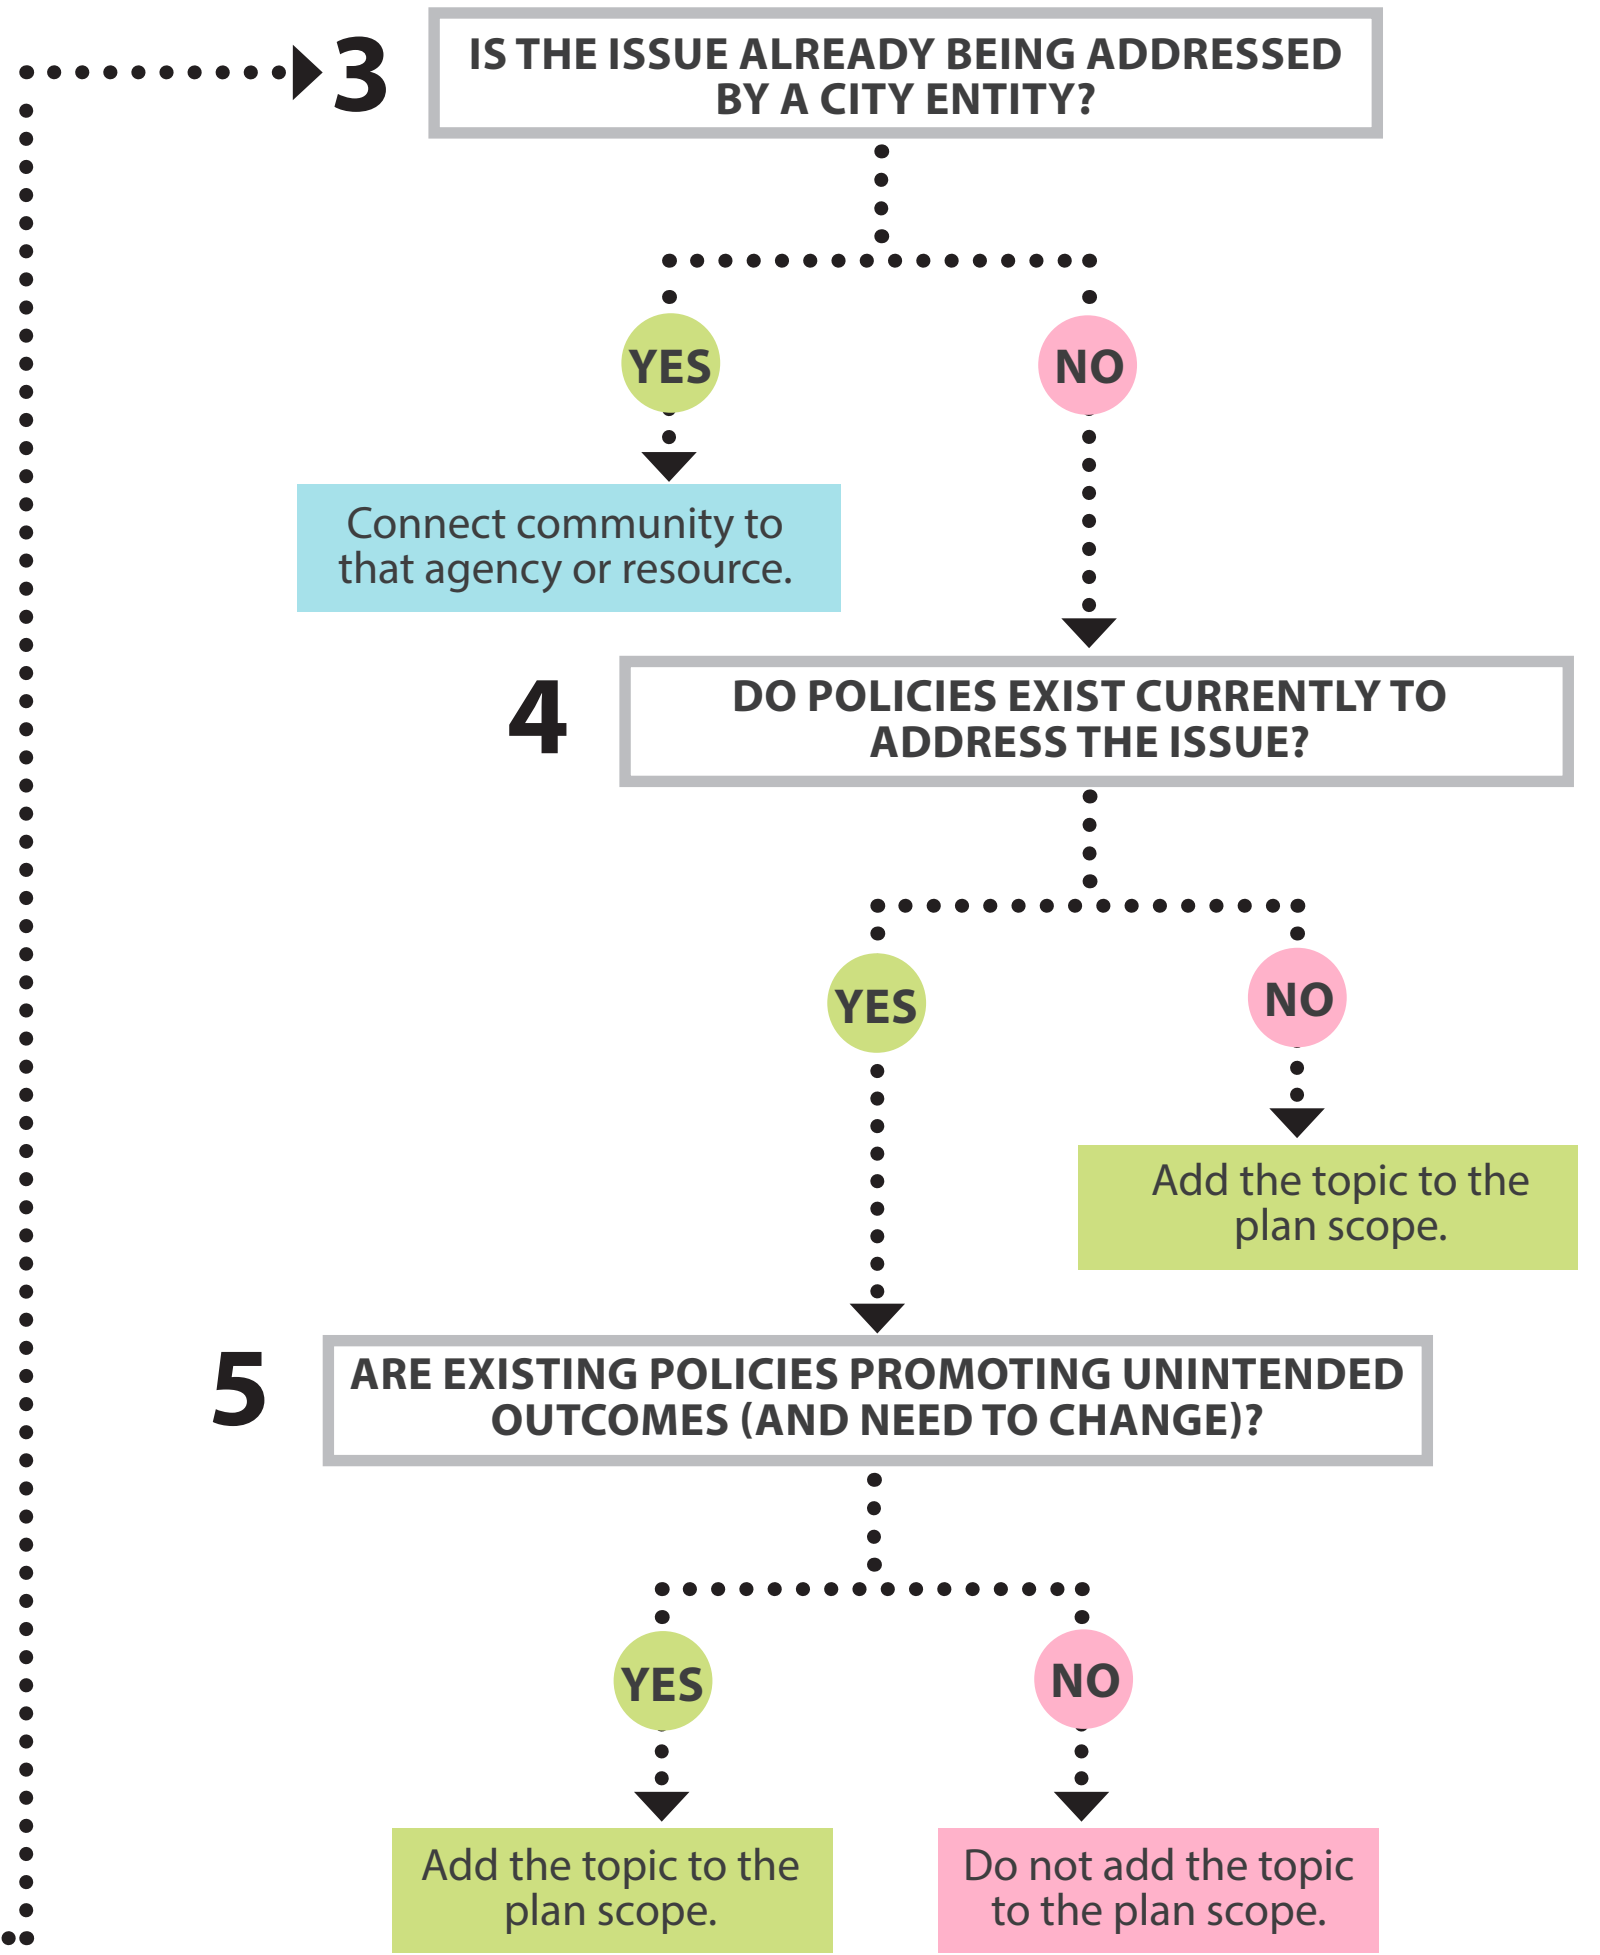 3
IS THE ISSUE ALREADY BEING ADDRESSED
BY A CITY ENTITY?
YES
NO
Connect community to
that agency or resource.
4
DO POLICIES EXIST CURRENTLY TO
ADDRESS THE ISSUE?
YES
NO
Add the topic to the
plan scope.
5
ARE EXISTING POLICIES PROMOTING UNINTENDED
OUTCOMES (AND NEED TO CHANGE)?
YES
NO
Add the topic to the
plan scope.
Do not add the topic
to the plan scope.